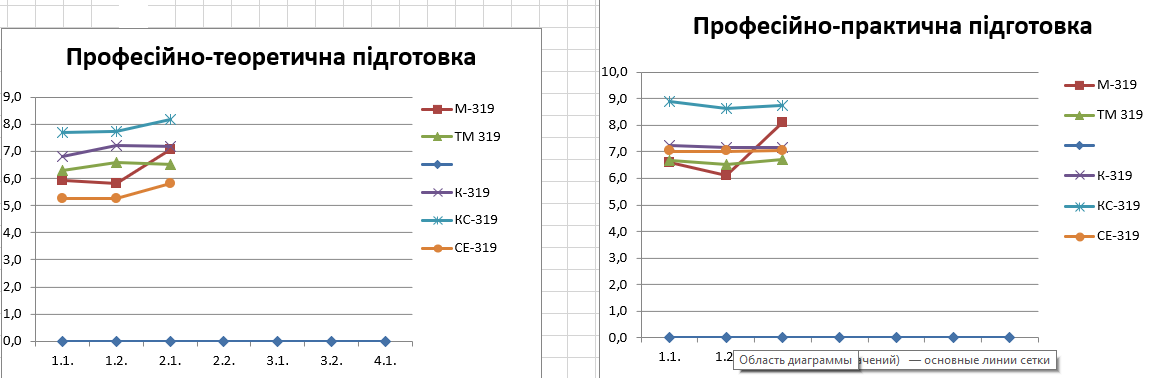 Професійно-теоретична підготовка
9,0
8,0
7,0
6,0
5,0
4,0
3,0
2,0
1,0
0,0
1.1. 1.2. 2.1. 2.2. 3.1. 3.2. 4.1.
М-319
ТМ 319
К-319
КС-319
СЕ-319
Професійно-практична підготовка
10,0
9,0
8,0
7,0
6,0
5,0
4,0
3,0
2,0
1,0
0,0
1.1. 1.2
Область диаграммы ачений) — основные линии сетки
М-319
ТМ 319
К-319
КС-319
СЕ-319